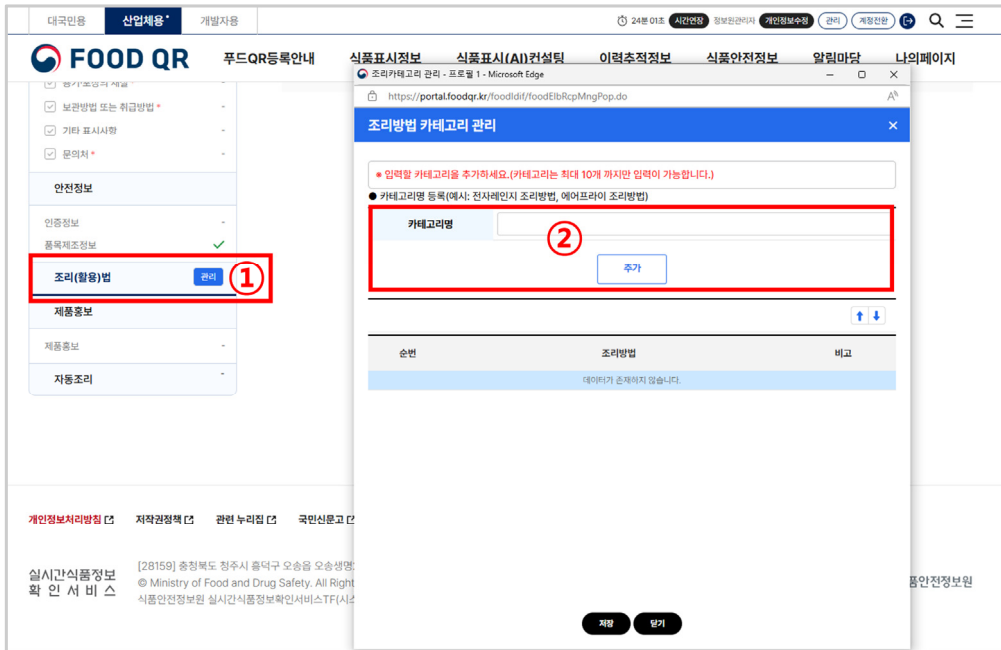 대국민용 산업체용 개발자용
24분 01초 시간연장 정보원관리자 개인정보수정 관리 계정전환
FOOD QR 푸드QR등록안내 식품표시정보 식품표시(AI)컨설팅 이력추적정보 식품안전정보 알림마당 나의페이지
보관방법 또는 취급방법 * -
기타 표시사항 -
문의처 * -
안전정보
인증정보 -
품목제조정보
조리(활용)법 관리 ①
제품홍보
제품홍보 -
자동조리 -
조리카테고리 관리 - 프로필 1 - Microsoft Edge
https://portal.foodqr.kr/foodIdif/foodElbRcpMngPop.do
조리방법 카테고리 관리
※ 입력할 카테고리을 추가하세요.(카테고리는 최대 10개 까지만 입력이 가능합니다.)
● 카테고리명 등록(예시: 전자레인지 조리방법, 에어프라이 조리방법)
카테고리명
②
추가
순번 조리방법 비고
데이터가 존재하지 않습니다.
저장 닫기
개인정보처리방침 저작권정책 관련 누리집 국민신문고
실시간식품정보
확인서비스
[28159] 충청북도 청주시 흥덕구 오송읍 오송생명
© Ministry of Food and Drug Safety. All Right
식품안전정보원 실시간식품정보확인서비스TF(시스
품안전정보원